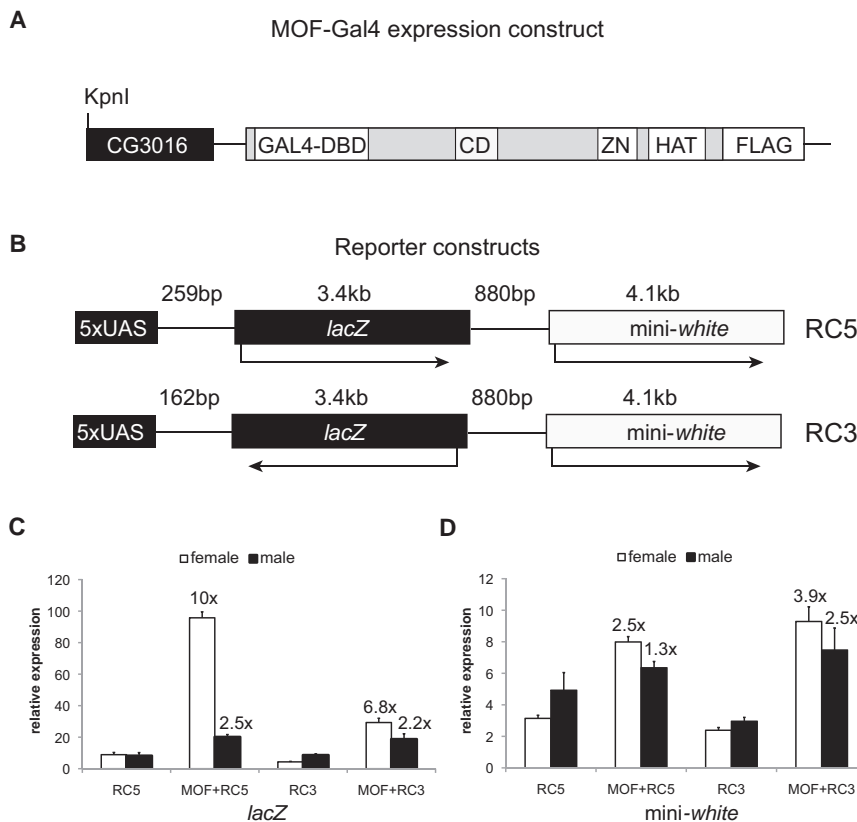 A
MOF-Gal4 expression construct
KpnI
CG3016 GAL4-DBD CD ZN HAT FLAG
B
Reporter constructs
259bp 3.4kb 880bp 4.1kb
5xUAS lacZ mini-white RC5
162bp 3.4kb 880bp 4.1kb
5xUAS lacZ mini-white RC3
C
female male
relative expression
120
100
80
60
40
20
0
10x
2.5x
6.8x
2.2x
RC5 MOF+RC5 RC3 MOF+RC3
lacZ
D
female male
relative expression
12
10
8
6
4
2
0
2.5x
1.3x
3.9x
2.5x
RC5 MOF+RC5 RC3 MOF+RC3
mini-white